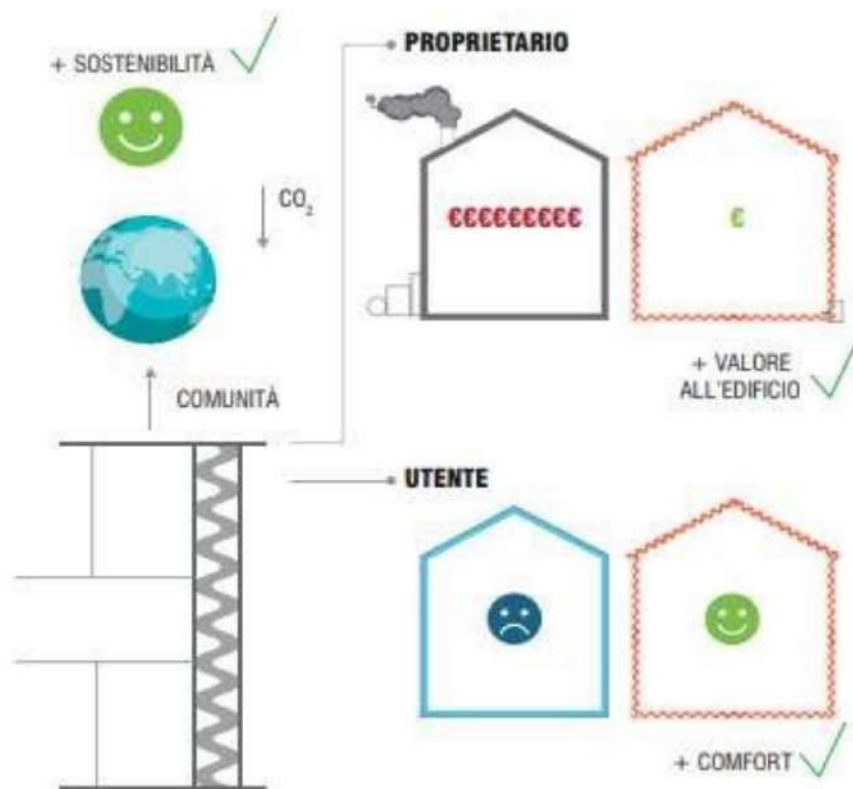 + SOSTENIBILITÀ
CO₂
COMUNITÀ
PROPRIETARIO
€€€€€€€€€
€
+ VALORE
ALL'EDIFICIO
UTENTE
+ COMFORT